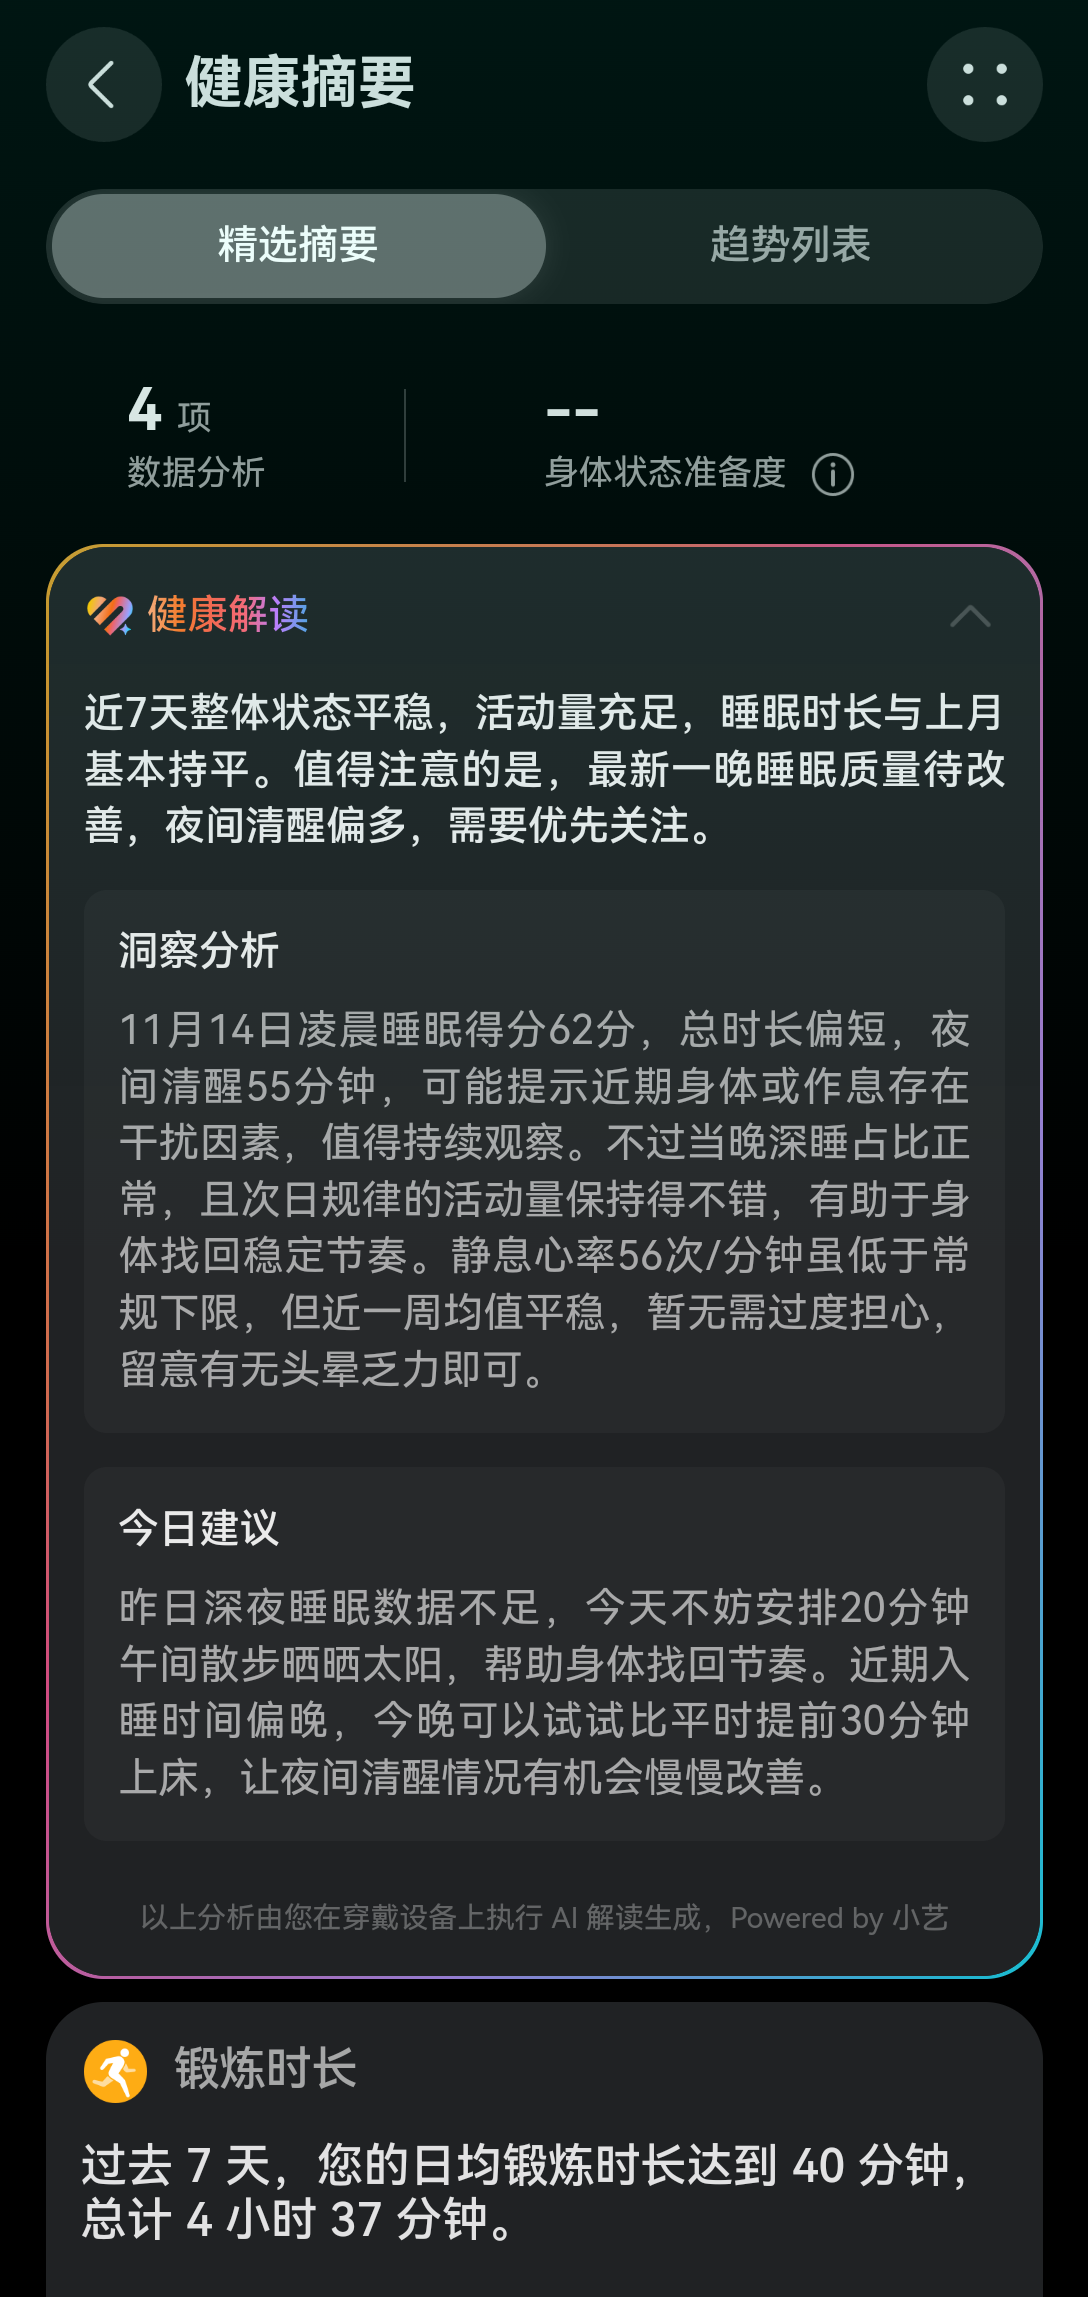 健康摘要
精选摘要
趋势列表
4 项
数据分析
--
身体状态准备度
健康解读
近7天整体状态平稳，活动量充足，睡眠时长与上月
基本持平。值得注意的是，最新一晚睡眠质量待改
善，夜间清醒偏多，需要优先关注。
洞察分析
11月14日凌晨睡眠得分62分，总时长偏短，夜
间清醒55分钟，可能提示近期身体或作息存在
干扰因素，值得持续观察。不过当晚深睡占比正
常，且次日规律的活动量保持得不错，有助于身
体找回稳定节奏。静息心率56次/分钟虽低于常
规下限，但近一周均值平稳，暂无需过度担心，
留意有无头晕乏力即可。
今日建议
昨日深夜睡眠数据不足，今天不妨安排20分钟
午间散步晒晒太阳，帮助身体找回节奏。近期入
睡时间偏晚，今晚可以试试比平时提前30分钟
上床，让夜间清醒情况有机会慢慢改善。
以上分析由您在穿戴设备上执行 AI 解读生成，Powered by 小艺
锻炼时长
过去 7 天，您的日均锻炼时长达到 40 分钟，
总计 4 小时 37 分钟。